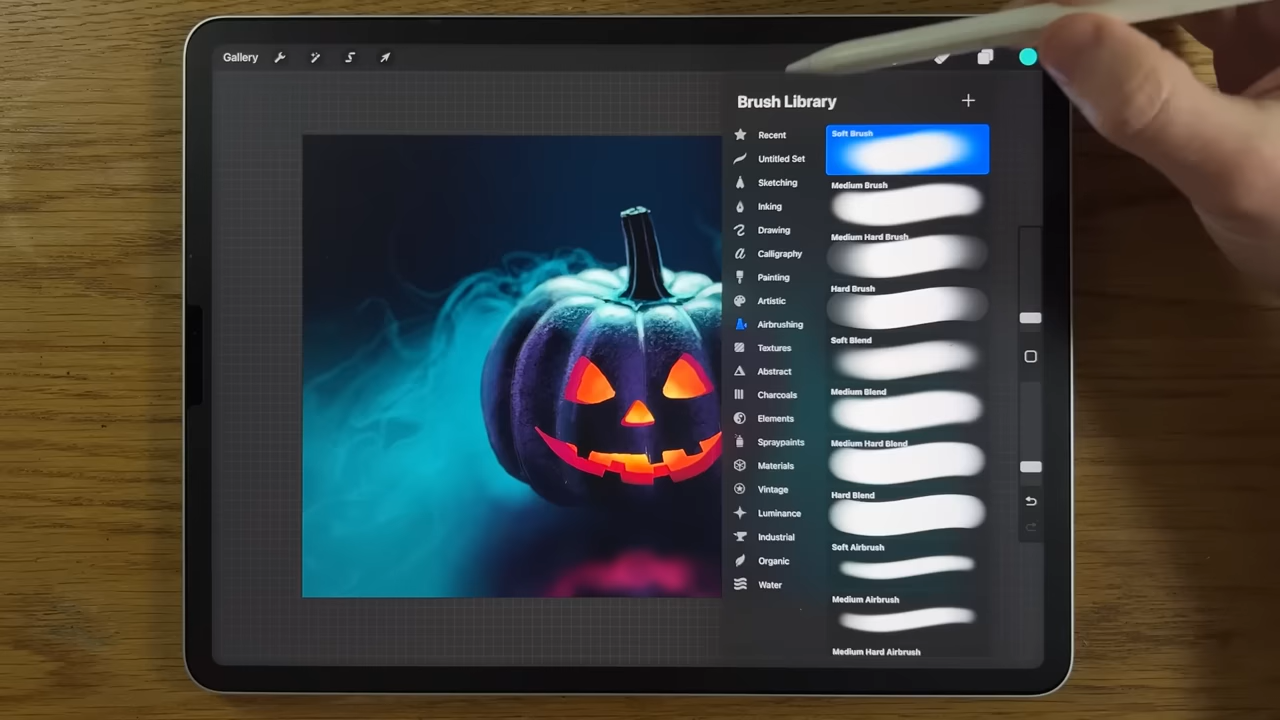 Gallery
Brush Library
Recent
Untitled Set
Sketching
Inking
Drawing
Calligraphy
Painting
Artistic
Airbrushing
Textures
Abstract
Charcoals
Elements
Spraypaints
Materials
Vintage
Luminance
Industrial
Organic
Water
Soft Brush
Medium Brush
Medium Hard Brush
Hard Brush
Soft Blend
Medium Blend
Medium Hard Blend
Hard Blend
Soft Airbrush
Medium Airbrush
Medium Hard Airbrush